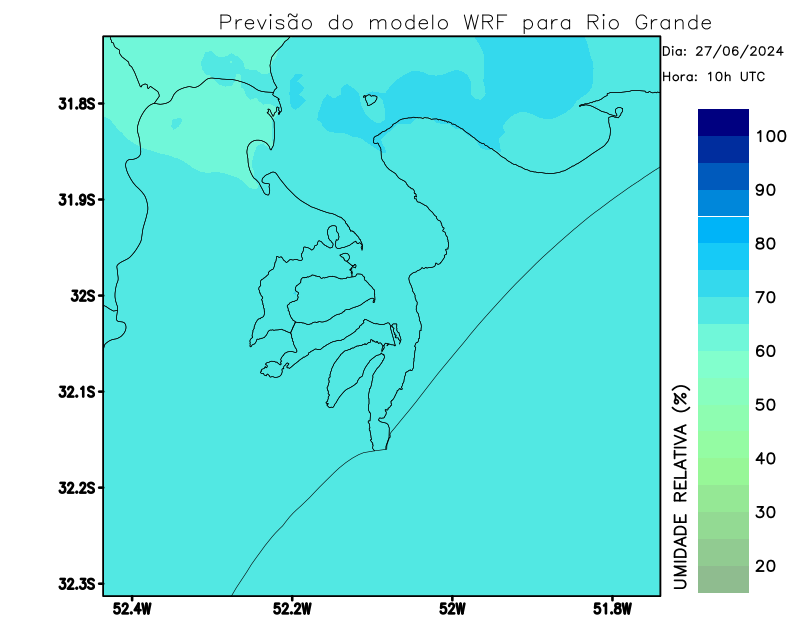 Previsão do modelo WRF para Rio Grande
Dia: 27/06/2024
Hora: 10h UTC
31.8S
31.9S
32S
32.1S
32.2S
32.3S
52.4W
52.2W
52W
51.8W
100
90
80
70
60
50
40
30
20
UMIDADE RELATIVA (%)